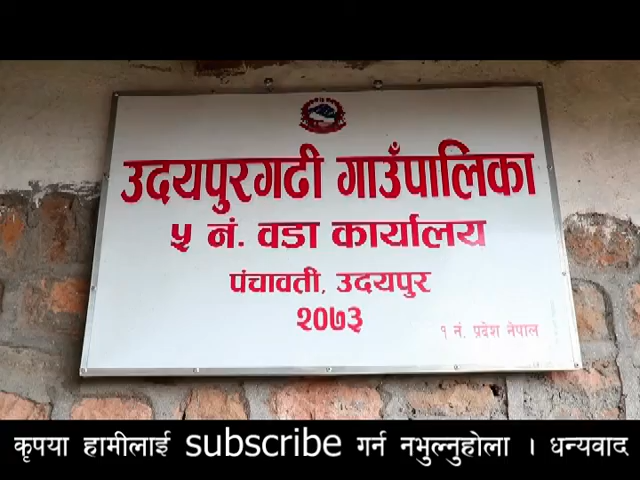 उदयपुरगढी गाउँपालिका
५ नं. वडा कार्यालय
पंचावती, उदयपुर
२०७३
१ नं. प्रदेश नेपाल
कृपया हामीलाई subscribe गर्न नभुल्नुहोला । धन्यवाद